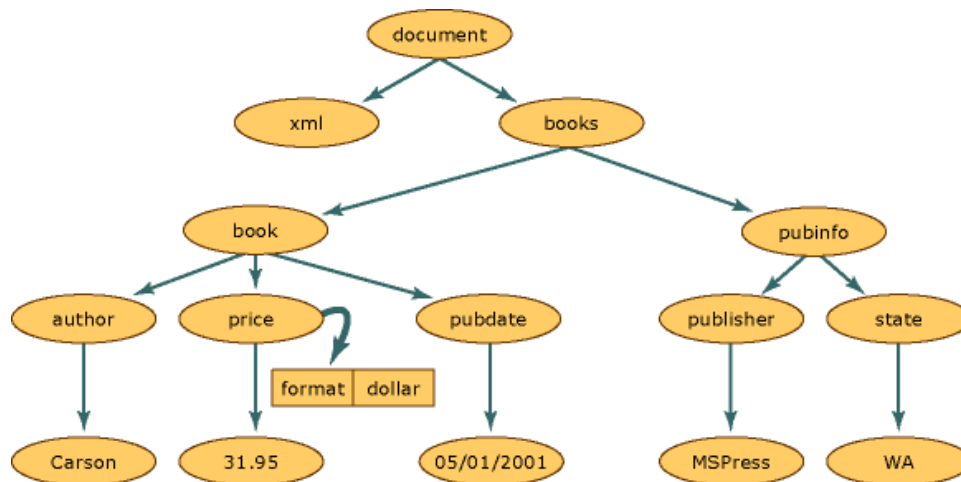 document
xml
books
book
pubinfo
author
price
pubdate
publisher
state
format dollar
Carson
31.95
05/01/2001
MSPress
WA